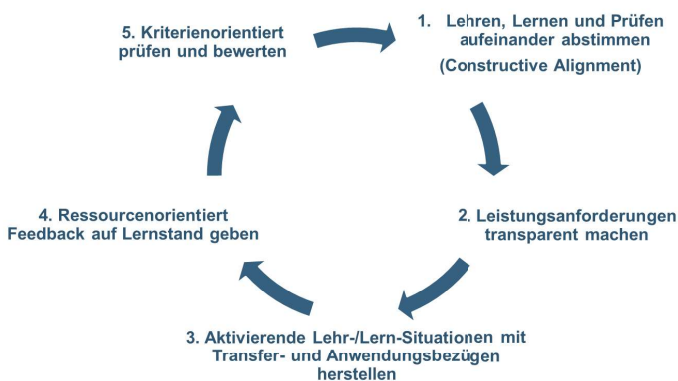 1. Lehren, Lernen und Prüfen
aufeinander abstimmen
(Constructive Alignment)
2. Leistungsanforderungen
transparent machen
3. Aktivierende Lehr-/Lern-Situationen mit
Transfer- und Anwendungsbezügen
herstellen
4. Ressourcenorientiert
Feedback auf Lernstand geben
5. Kriterienorientiert
prüfen und bewerten